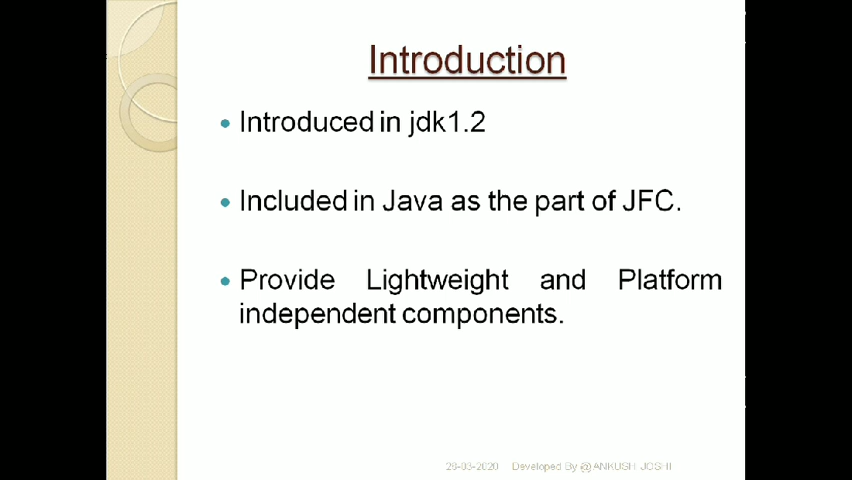 Introduction
Introduced in jdk1.2
Included in Java as the part of JFC.
Provide Lightweight and Platform
independent components.
26-03-2020 Developed By @ ANKUSH JOSHI